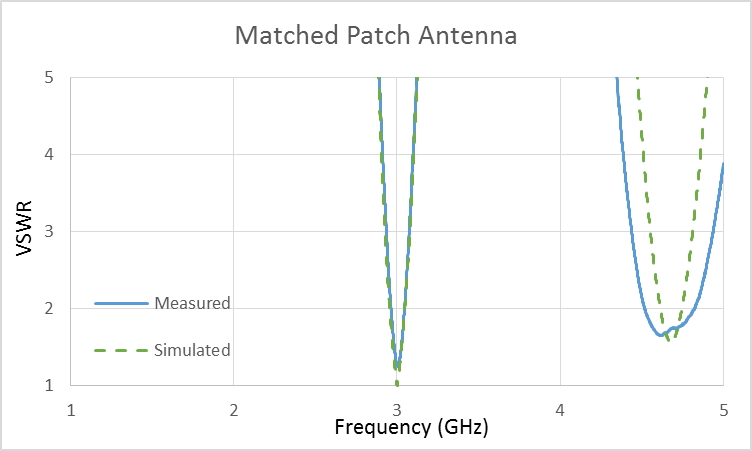 Matched Patch Antenna
5
4
3
2
1
VSWR
Measured
Simulated
1 2 3 4 5
Frequency (GHz)